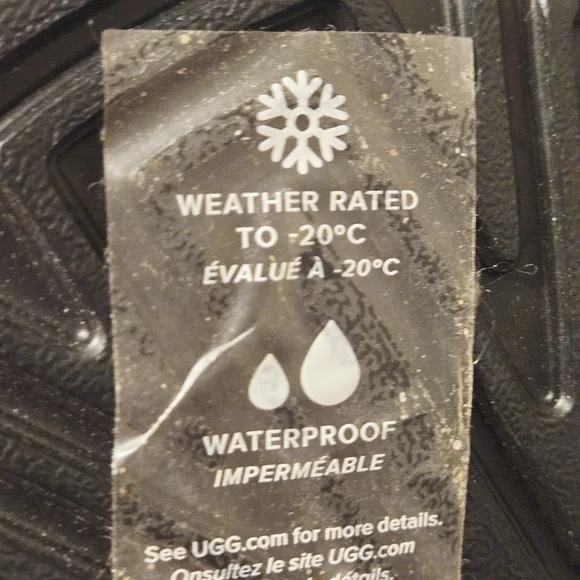 WEATHER RATED
TO -20°C
ÉVALUÉ À -20°C
WATERPROOF
IMPERMÉABLE
See UGG.com for more details.
Consultez le site UGG.com
détails.